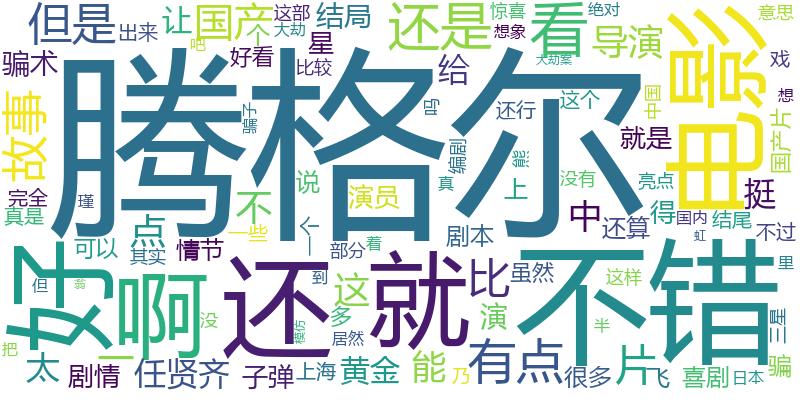 但是
出来
让
国产
个
这部
大劫
吧
结局
还是
惊喜
想象
看
绝对
导演
意思
戏
想
电影
骗术
好看
星
比较
给
大劫案
中国
国产片
故事
腾格尔
骗子
吗
还行
这个
就是
编剧
熊
真
没有
亮点
挺
完全
瑾
真是
点
不
说
演员
上
中
得
国内
结尾
不过
还算
虹
一些
一个
剧本
可以
其实
情节
部分
着
好
啊
还
就
比
虽然
不错
这样
里
但
翁
没
到
这
多
演
模仿
居然
半
三星
把
太
一
剧情
任贤齐
子弹
上海
黄金
能
乃
有点
很多
片
飞
喜剧
日本
骗